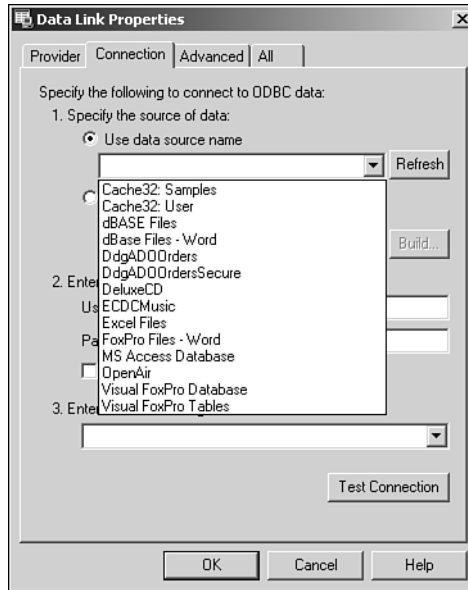 Data Link Properties
Provider Connection Advanced All
Specify the following to connect to ODBC data:
1. Specify the source of data:
Use data source name
Refresh
Cache32: Samples
Cache32: User
dBASE Files
dBase Files - Word
Build...
DdgADOOrders
DdgADOOrdersSecure
2. Enter
DeluxeCD
Us
ECDCMusic
Excel Files
Pa
FoxPro Files - Word
MS Access Database
OpenAir
Visual FoxPro Database
3. Enter
Visual FoxPro Tables
Test Connection
OK Cancel Help